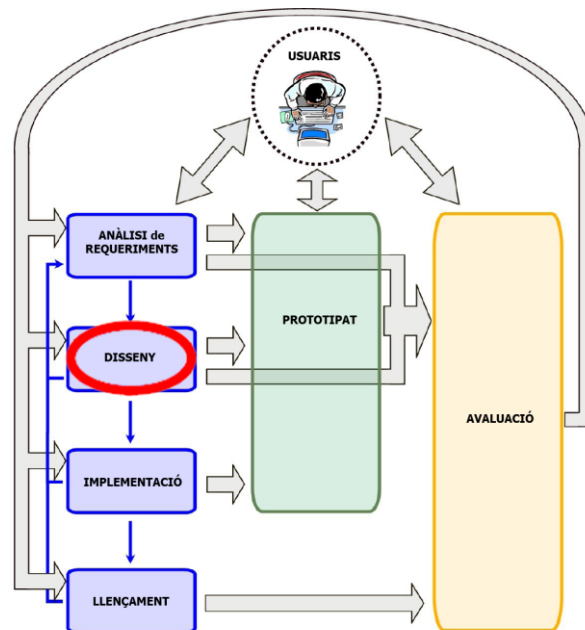 USUARIS
ANÀLISI de
REQUERIMENTS
PROTOTIPAT
DISSENY
AVALUACIÓ
IMPLEMENTACIÓ
LLENÇAMENT